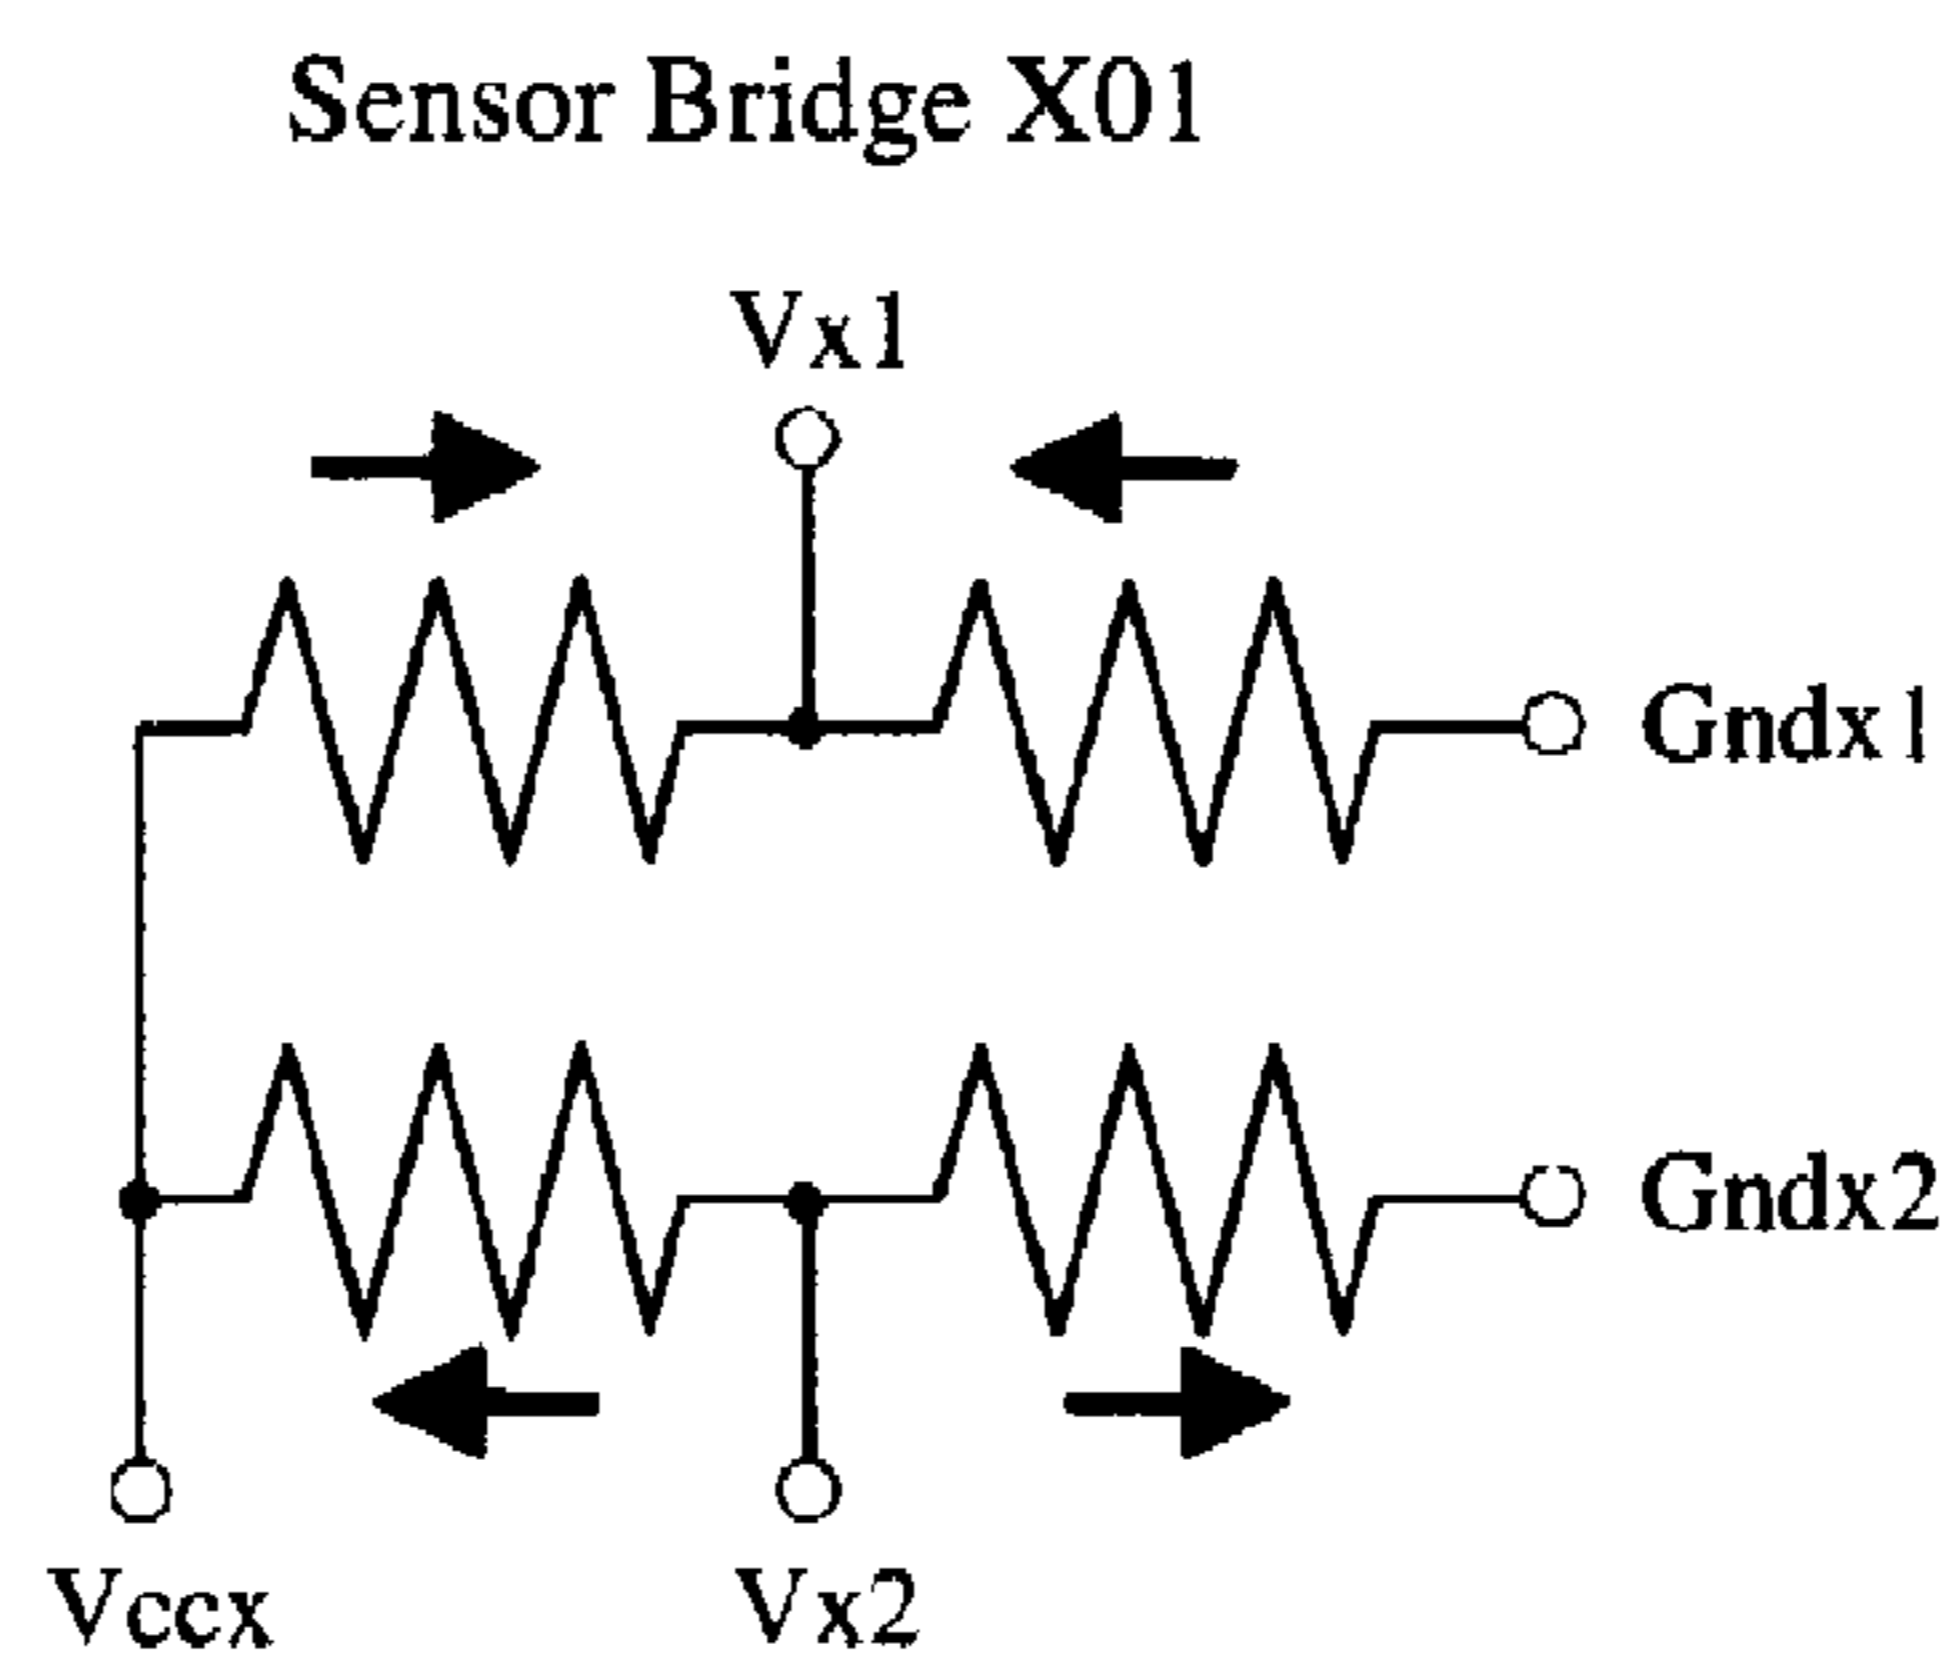 Sensor Bridge X01
Vx1
Gndx1
Gndx2
Vccx
Vx2